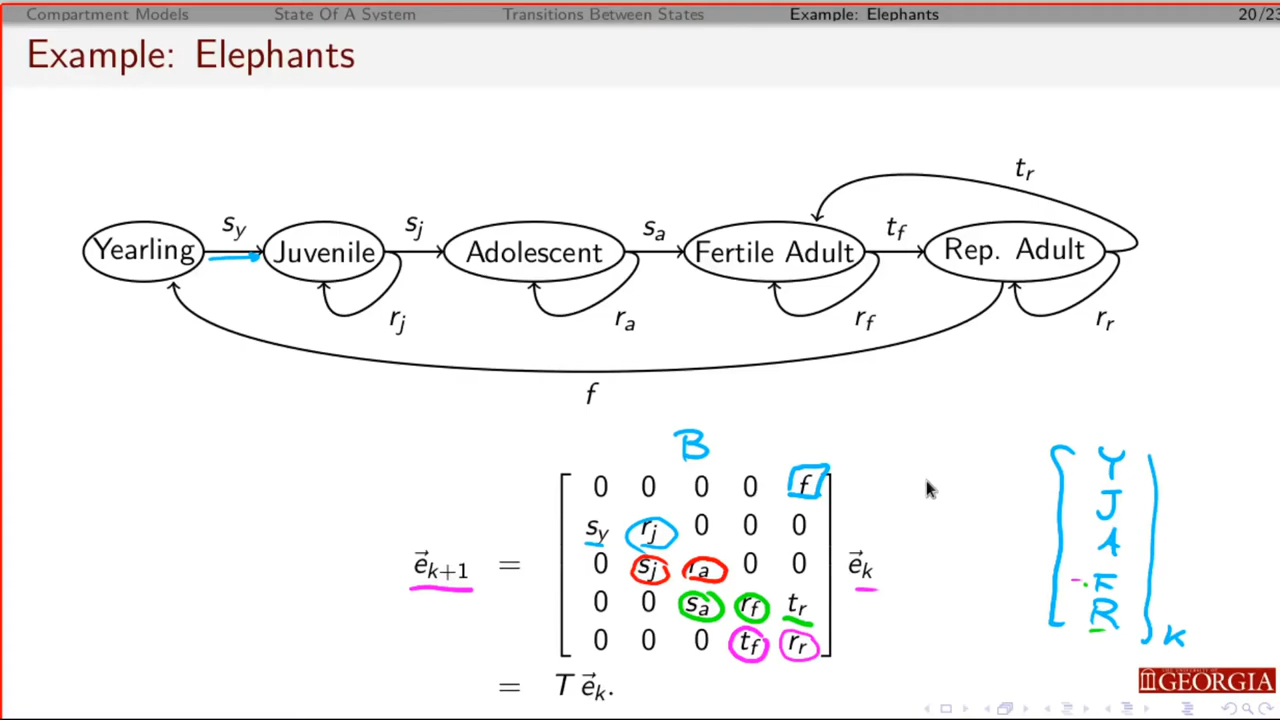 Compartment Models State Of A System Transitions Between States Example: Elephants 20/23
Example: Elephants
t_r
s_y s_j s_a t_f
Yearling Juvenile Adolescent Fertile Adult Rep. Adult
r_j r_a r_f r_r
f
B
0 0 0 0 f
s_y r_j 0 0 0
e⃗_{k+1} = 0 s_j r_a 0 0 e⃗_k
0 0 s_a r_f t_r
0 0 0 t_f r_r
= T e⃗_k.
Y
J
A
F
R
K
GEORGIA